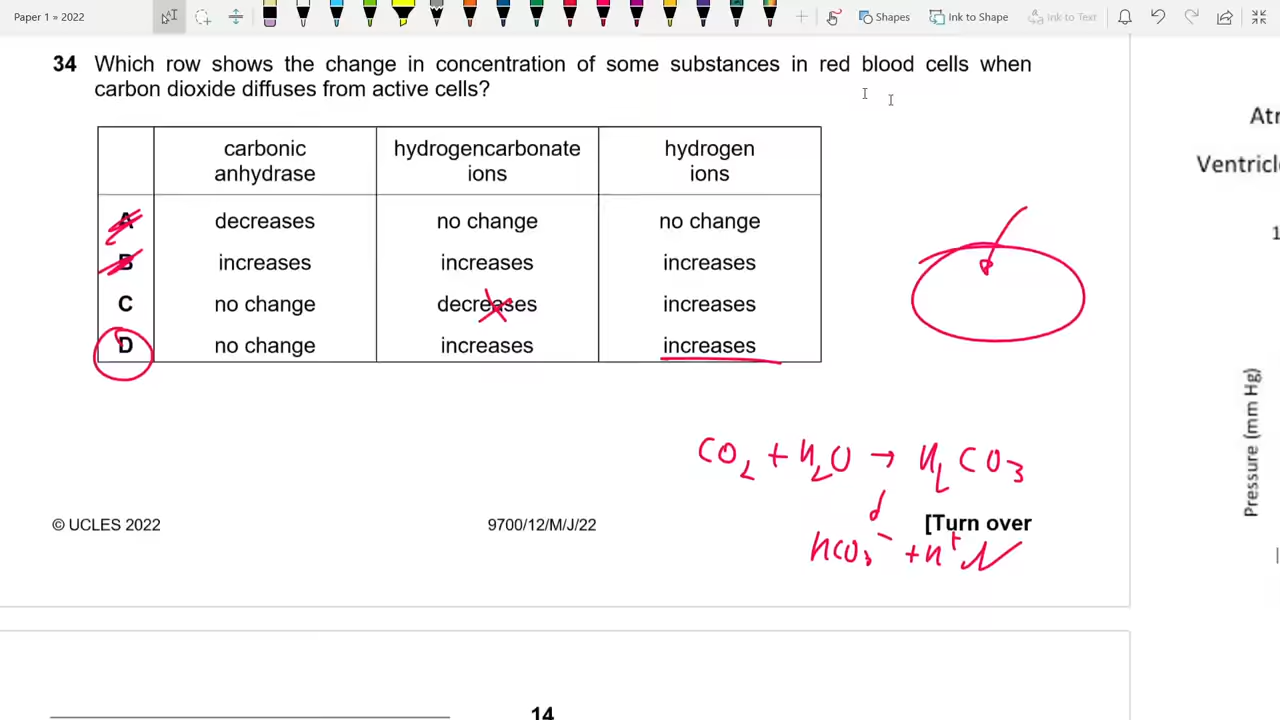 Paper 1 » 2022
Shapes
Ink to Shape
Ink to Text
34 Which row shows the change in concentration of some substances in red blood cells when
carbon dioxide diffuses from active cells?
carbonic anhydrase hydrogencarbonate ions hydrogen ions
A decreases no change no change
B increases increases increases
C no change decreases increases
D no change increases increases
CO2 + H2O → H2CO3
HCO3− + H+
© UCLES 2022 9700/12/M/J/22 [Turn over
14
Atr
Ventricl
1
Pressure (mm Hg)